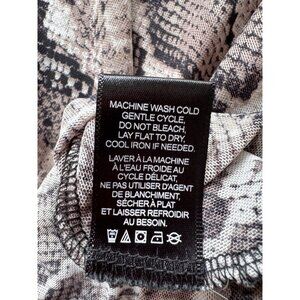 MACHINE WASH COLD
GENTLE CYCLE,
DO NOT BLEACH,
LAY FLAT TO DRY,
COOL IRON IF NEEDED.
LAVER À LA MACHINE
À L'EAU FROIDE AU
CYCLE DÉLICAT,
NE PAS UTILISER D'AGENT
DE BLANCHIMENT,
SÈCHER À PLAT
ET LAISSER REFROIDIR
AU BESOIN.